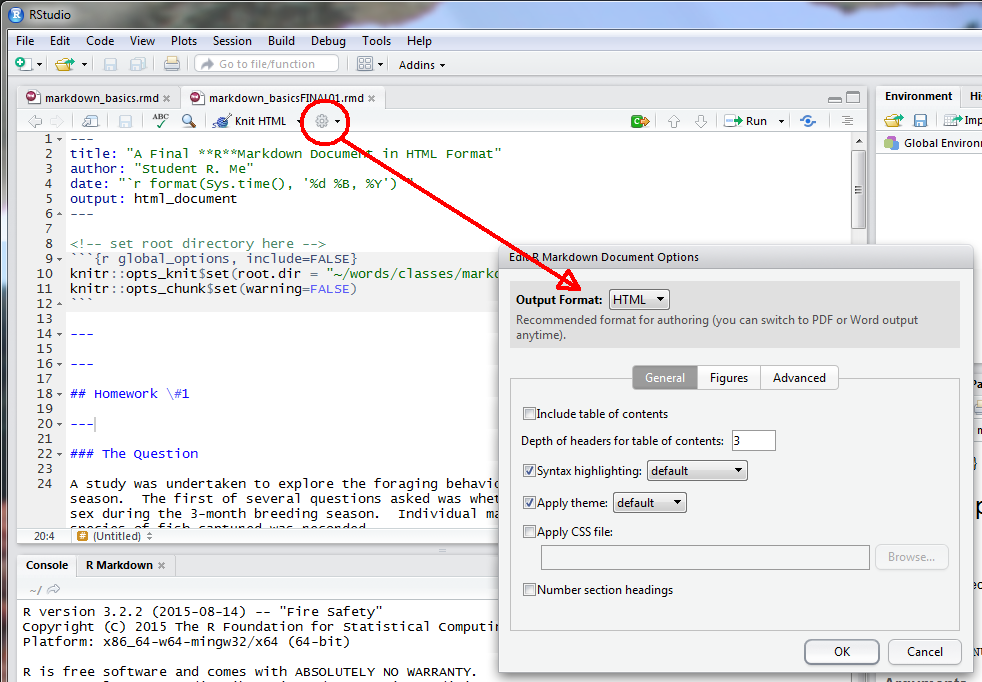 RStudio
File Edit Code View Plots Session Build Debug Tools Help
Go to file/function Addins
markdown_basics.rmd markdown_basicsFINAL01.rmd
Environment
ABC Knit HTML Run
1 ---
2 title: "A Final **R**Markdown Document in HTML Format"
3 author: "Student R. Me"
4 date: "`r format(Sys.time(), '%d %B, %Y')
5 output: html_document
6 ---
7
8 <!-- set root directory here -->
9 ```{r global_options, include=FALSE}
10 knitr::opts_knit$set(root.dir = "~/words/classes/markd
11 knitr::opts_chunk$set(warning=FALSE)
12 ```
13
14 ---
15
16 ---
17
18 ## Homework \#1
19
20 ---
21
22 ### The Question
23
24 A study was undertaken to explore the foraging behavio
season. The first of several questions asked was whet
sex during the 3-month breeding season. Individual ma
species of fish captured was recorded
20:4 # (Untitled)
Global Environ
Edit R Markdown Document Options
Output Format: HTML
Recommended format for authoring (you can switch to PDF or Word output
anytime).
General Figures Advanced
Include table of contents
Depth of headers for table of contents: 3
Syntax highlighting: default
Apply theme: default
Apply CSS file:
Browse...
Number section headings
OK Cancel
Console R Markdown
~/
R version 3.2.2 (2015-08-14) -- "Fire Safety"
Copyright (C) 2015 The R Foundation for Statistical Computin
Platform: x86_64-w64-mingw32/x64 (64-bit)
R is free software and comes with ABSOLUTELY NO WARRANTY.